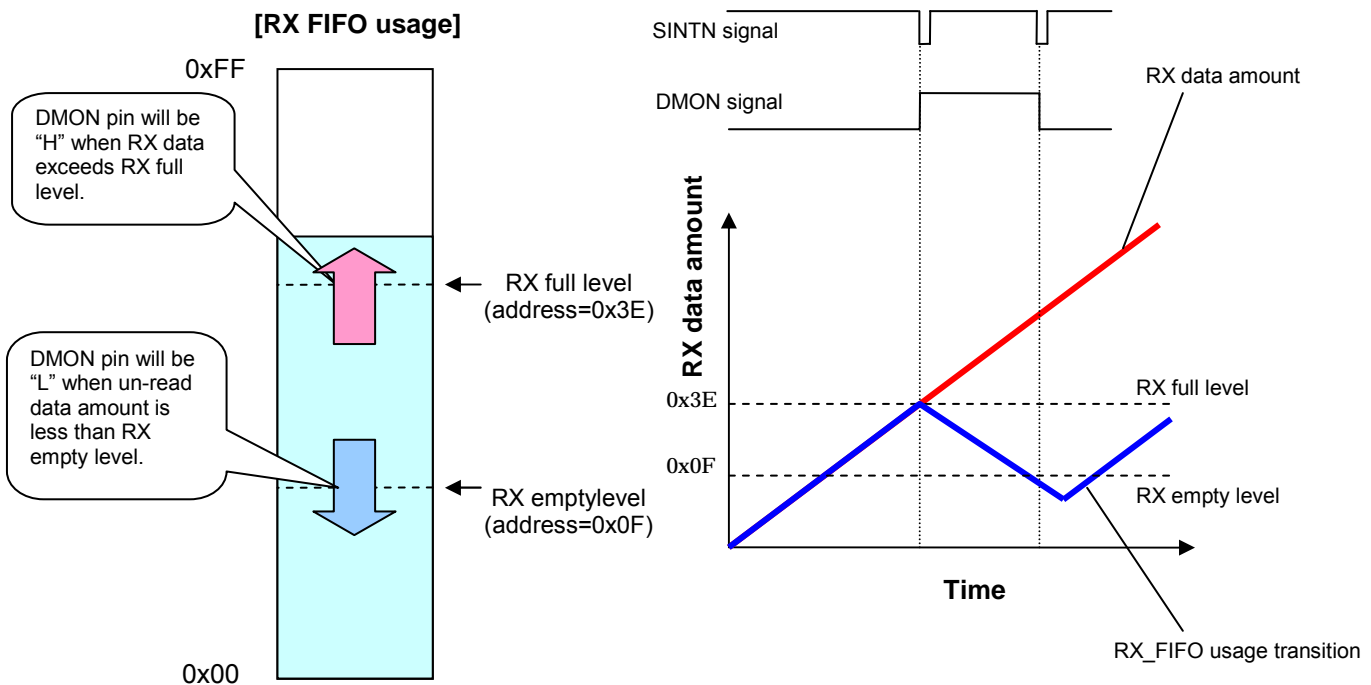 [RX FIFO usage]
0xFF
DMON pin will be
“H” when RX data
exceeds RX full
level.
RX full level
(address=0x3E)
DMON pin will be
“L” when un-read
data amount is
less than RX
empty level.
RX emptylevel
(address=0x0F)
0x00
SINTN signal
DMON signal
RX data amount
RX data amount
0x3E
RX full level
0x0F
RX empty level
Time
RX_FIFO usage transition